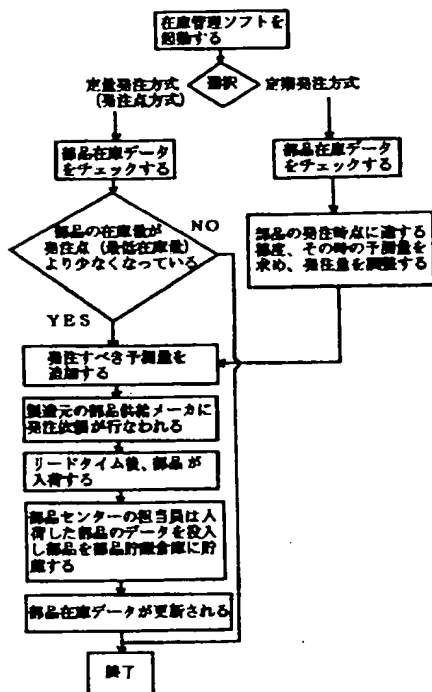 在庫管理ソフトを
起動する
選択
定量発注方式
(発注点方式)
定期発注方式
部品在庫データ
をチェックする
部品在庫データ
をチェックする
部品の在庫量が
発注点（最低在庫量）
より少なくなっている
NO
YES
部品の発注時点に達する
都度、その時の予測量を
求め、発注量を調整する
発注すべき予測量を
追加する
製造元の部品供給メーカに
発注依頼が行なわれる
リードタイム後、部品が
入荷する
部品センターの担当員は入
荷した部品のデータを投入
し部品を部品貯蔵倉庫に貯
蔵する
部品在庫データが更新される
終了